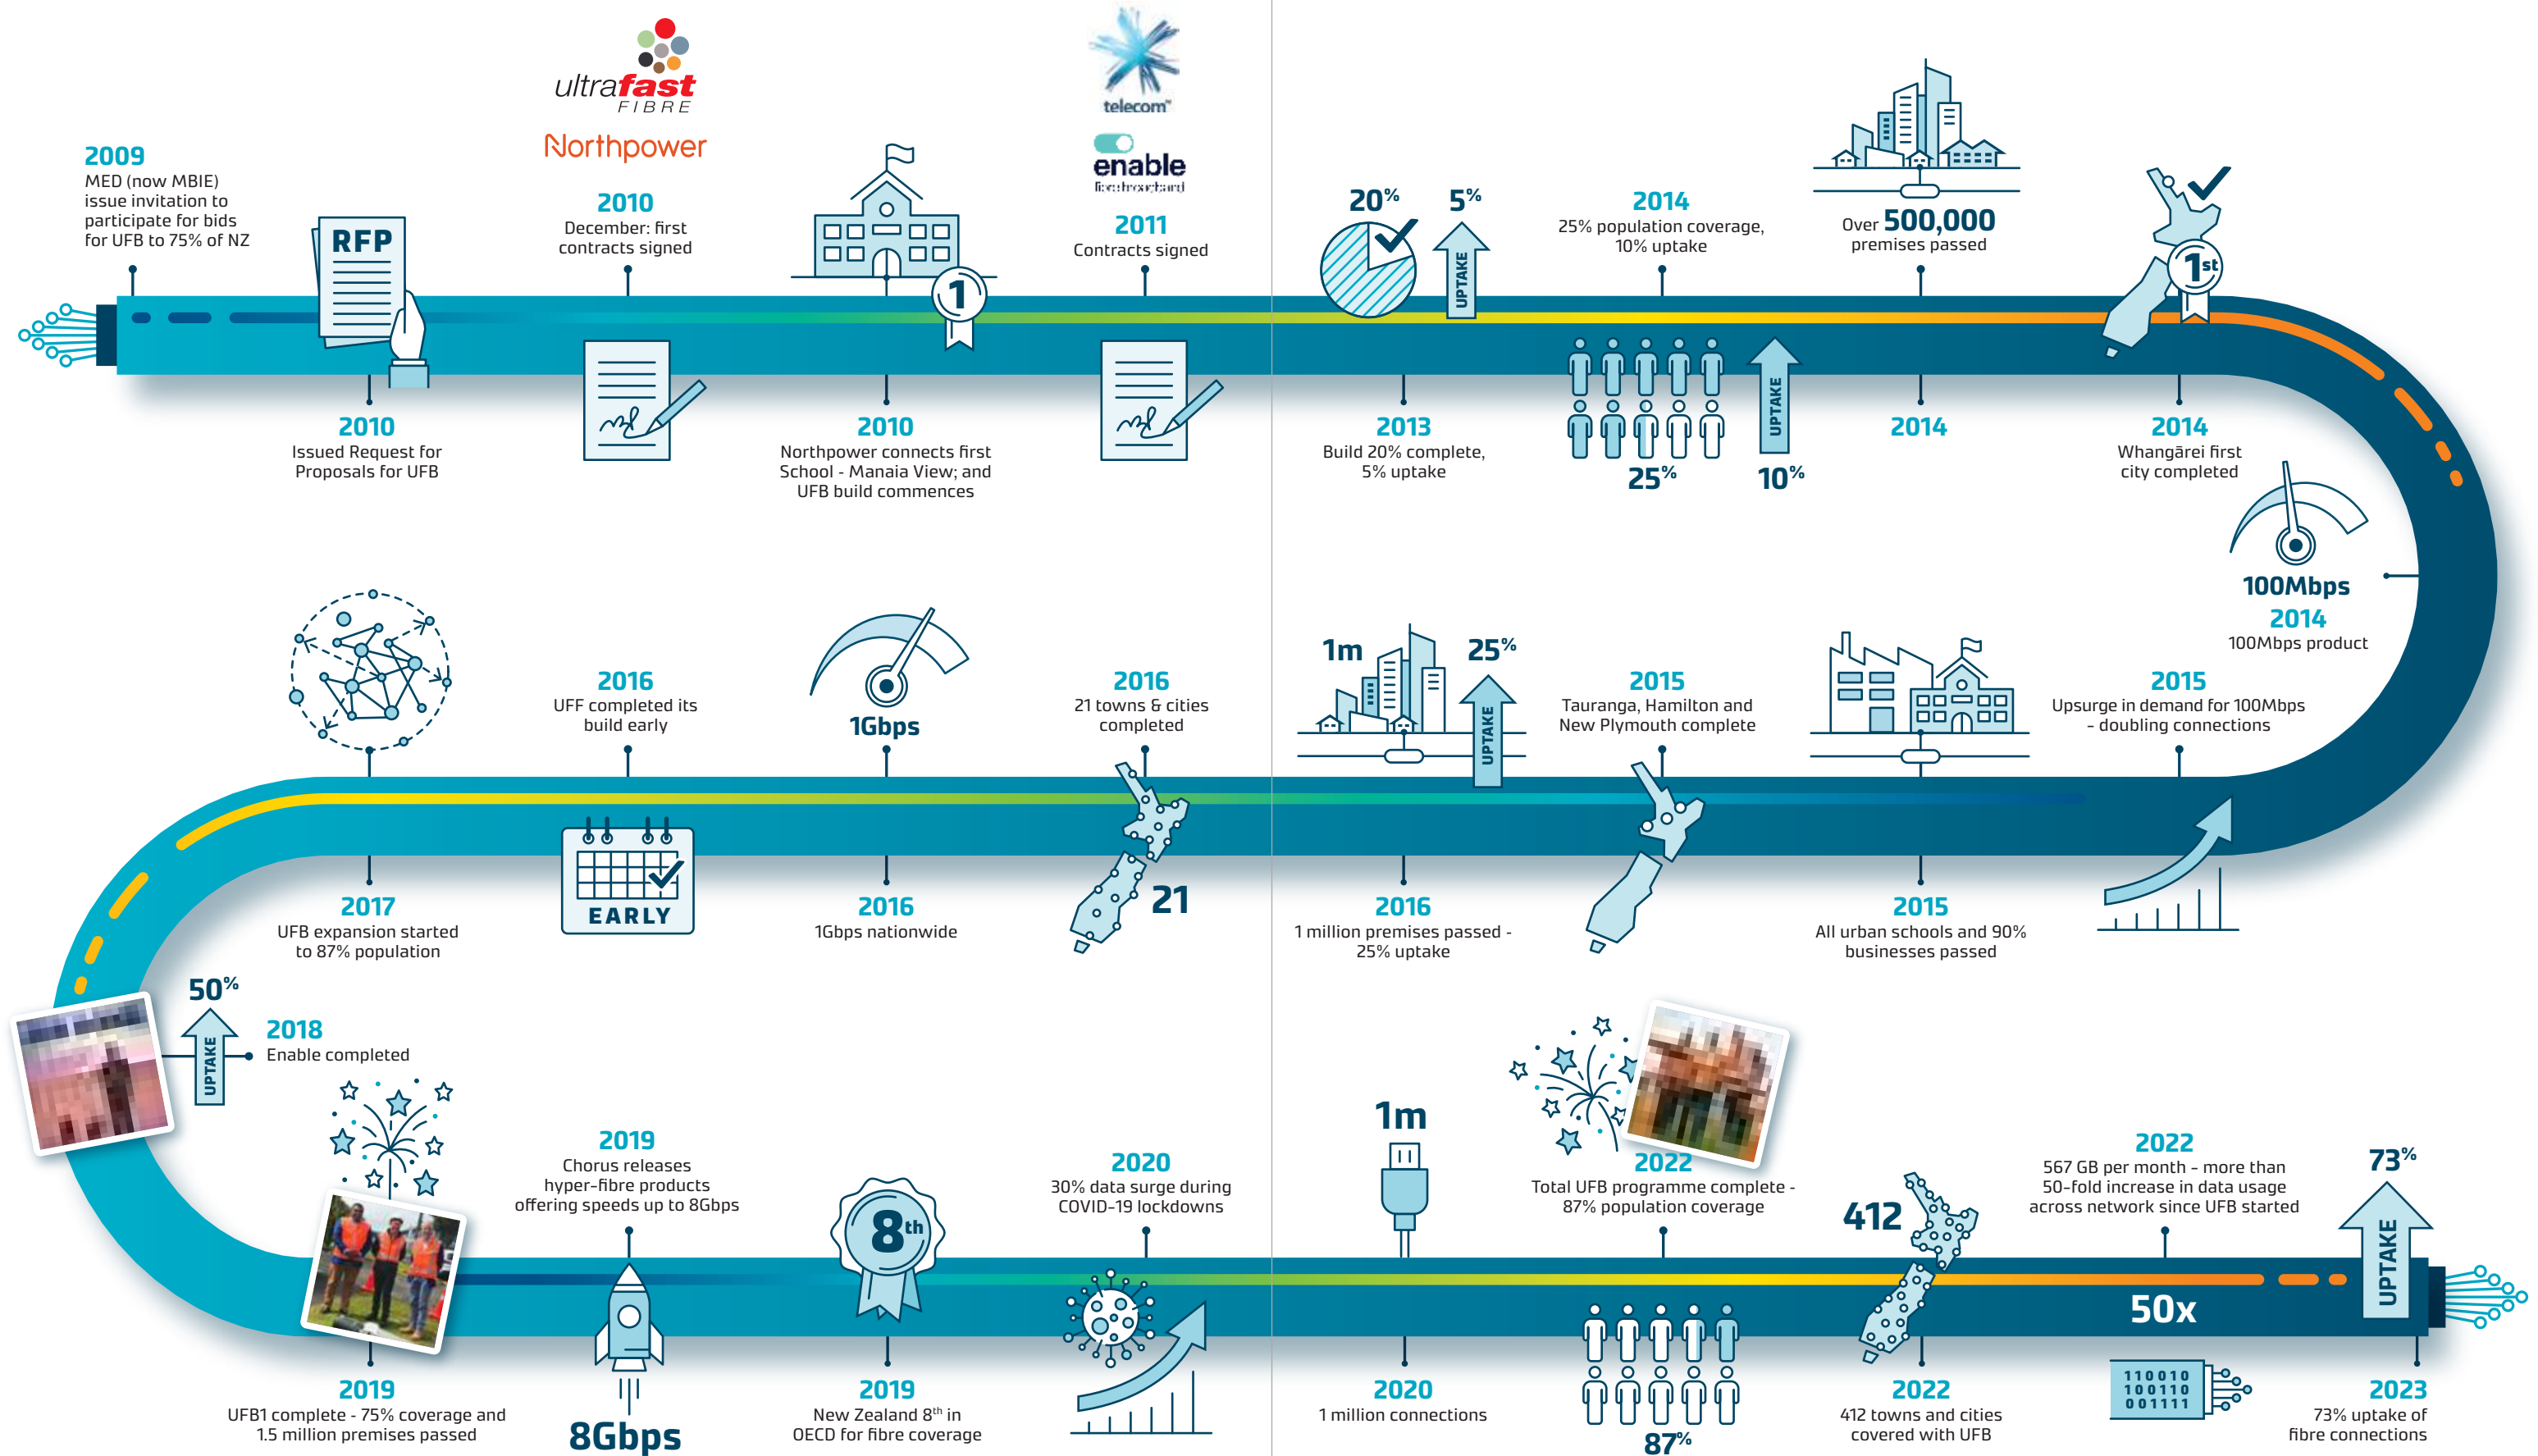 ultrafast
FIBRE
Northpower
telecom
enable
2009
MED (now MBIE)
issue invitation to
participate for bids
for UFB to 75% of NZ
RFP
2010
Issued Request for
Proposals for UFB
2010
December: first
contracts signed
1
2010
Northpower connects first
School - Manaia View; and
UFB build commences
2011
Contracts signed
20%
5%
UPTAKE
2013
Build 20% complete,
5% uptake
2014
25% population coverage,
10% uptake
25%
UPTAKE
10%
Over 500,000
premises passed
2014
1st
2014
Whangārei first
city completed
100Mbps
2014
100Mbps product
2015
Upsurge in demand for 100Mbps
- doubling connections
2015
All urban schools and 90%
businesses passed
2015
Tauranga, Hamilton and
New Plymouth complete
1m
25%
UPTAKE
2016
1 million premises passed -
25% uptake
2016
21 towns & cities
completed
21
1Gbps
2016
1Gbps nationwide
2016
UFF completed its
build early
EARLY
2017
UFB expansion started
to 87% population
50%
UPTAKE
2018
Enable completed
2019
UFB1 complete - 75% coverage and
1.5 million premises passed
2019
Chorus releases
hyper-fibre products
offering speeds up to 8Gbps
8Gbps
8th
2019
New Zealand 8th in
OECD for fibre coverage
2020
30% data surge during
COVID-19 lockdowns
1m
2020
1 million connections
2022
Total UFB programme complete -
87% population coverage
87%
412
2022
412 towns and cities
covered with UFB
2022
567 GB per month - more than
50-fold increase in data usage
across network since UFB started
50x
110010
100110
001111
73%
UPTAKE
2023
73% uptake of
fibre connections